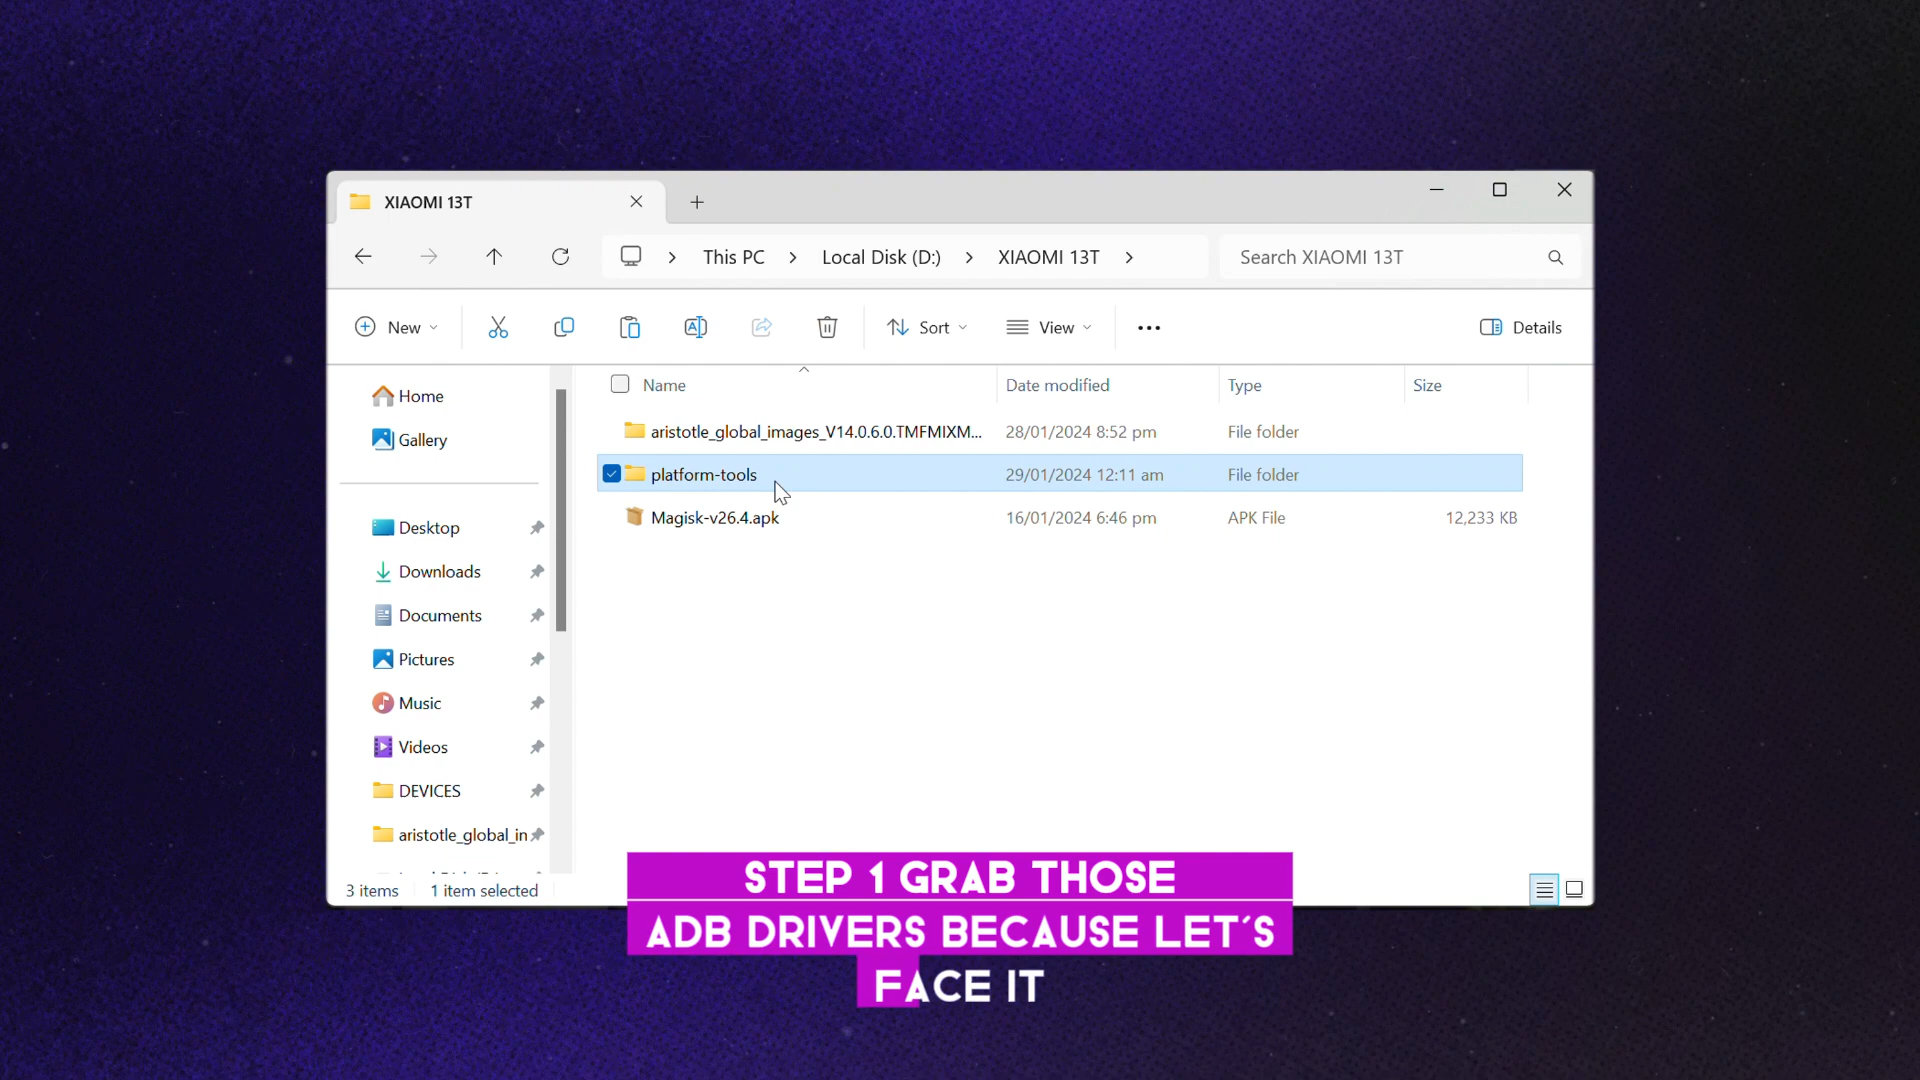 XIAOMI 13T
This PC
Local Disk (D:)
XIAOMI 13T
Search XIAOMI 13T
New
Sort
View
Details
Home
Gallery
Desktop
Downloads
Documents
Pictures
Music
Videos
DEVICES
aristotle_global_in
Name Date modified Type Size
aristotle_global_images_V14.0.6.0.TMFMIXM... 28/01/2024 8:52 pm File folder
platform-tools 29/01/2024 12:11 am File folder
Magisk-v26.4.apk 16/01/2024 6:46 pm APK File 12,233 KB
3 items 1 item selected
STEP 1 GRAB THOSE
ADB DRIVERS BECAUSE LET'S
FACE IT